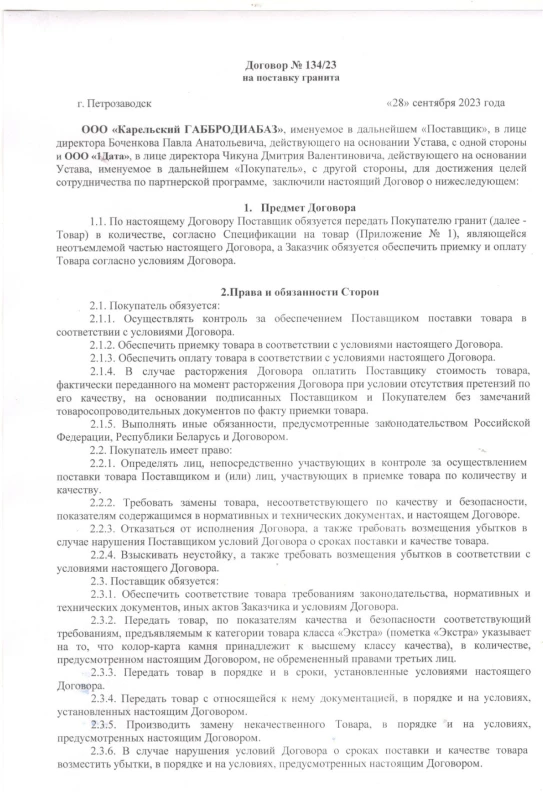 Договор № 134/23
на поставку гранита
г. Петрозаводск «28» сентября 2023 года
ООО «Карельский ГАББРОДИАБАЗ», именуемое в дальнейшем «Поставщик», в лице
директора Боченкова Павла Анатольевича, действующего на основании Устава, с одной стороны
и ООО «1Дата», в лице директора Чикуна Дмитрия Валентиновича, действующего на основании
Устава, именуемое в дальнейшем «Покупатель», с другой стороны, для достижения целей
сотрудничества по партнерской программе, заключили настоящий Договор о нижеследующем:
1. Предмет Договора
1.1. По настоящему Договору Поставщик обязуется передать Покупателю гранит (далее -
Товар) в количестве, согласно Спецификации на товар (Приложение № 1), являющейся
неотъемлемой частью настоящего Договора, а Заказчик обязуется обеспечить приемку и оплату
Товара согласно условиям Договора.
2.Права и обязанности Сторон
2.1. Покупатель обязуется:
2.1.1. Осуществлять контроль за обеспечением Поставщиком поставки товара в
соответствии с условиями Договора.
2.1.2. Обеспечить приемку товара в соответствии с условиями настоящего Договора.
2.1.3. Обеспечить оплату товара в соответствии с условиями настоящего Договора.
2.1.4. В случае расторжения Договора оплатить Поставщику стоимость товара,
фактически переданного на момент расторжения Договора при условии отсутствия претензий по
его качеству, на основании подписанных Поставщиком и Покупателем без замечаний
товаросопроводительных документов по факту приемки товара.
2.1.5. Выполнять иные обязанности, предусмотренные законодательством Российской
Федерации, Республики Беларусь и Договором.
2.2. Покупатель имеет право:
2.2.1. Определять лиц, непосредственно участвующих в контроле за осуществлением
поставки товара Поставщиком и (или) лиц, участвующих в приемке товара по количеству и
качеству.
2.2.2. Требовать замены товара, несоответствующего по качеству и безопасности,
показателям содержащимся в нормативных и технических документах, и настоящем Договоре.
2.2.3. Отказаться от исполнения Договора, а также требовать возмещения убытков в
случае нарушения Поставщиком условий Договора о сроках поставки и качестве товара.
2.2.4. Взыскивать неустойку, а также требовать возмещения убытков в соответствии с
условиями настоящего Договора.
2.3. Поставщик обязуется:
2.3.1. Обеспечить соответствие товара требованиям законодательства, нормативных и
технических документов, иных актов Заказчика и условиям Договора.
2.3.2. Передать товар, по показателям качества и безопасности соответствующий
требованиям, предъявляемым к категории товара класса «Экстра» (пометка «Экстра» указывает
на то, что колор-карта камня принадлежит к высшему классу качества), в количестве,
предусмотренном настоящим Договором, не обремененный правами третьих лиц.
2.3.3. Передать товар в порядке и в сроки, установленные условиями настоящего
Договора.
2.3.4. Передать товар с относящейся к нему документацией, в порядке и на условиях,
установленных настоящим Договором.
2.3.5. Производить замену некачественного Товара, в порядке и на условиях,
предусмотренных настоящим Договором.
2.3.6. В случае нарушения условий Договора о сроках поставки и качестве товара
возместить убытки, в порядке и на условиях, предусмотренных настоящим Договором.